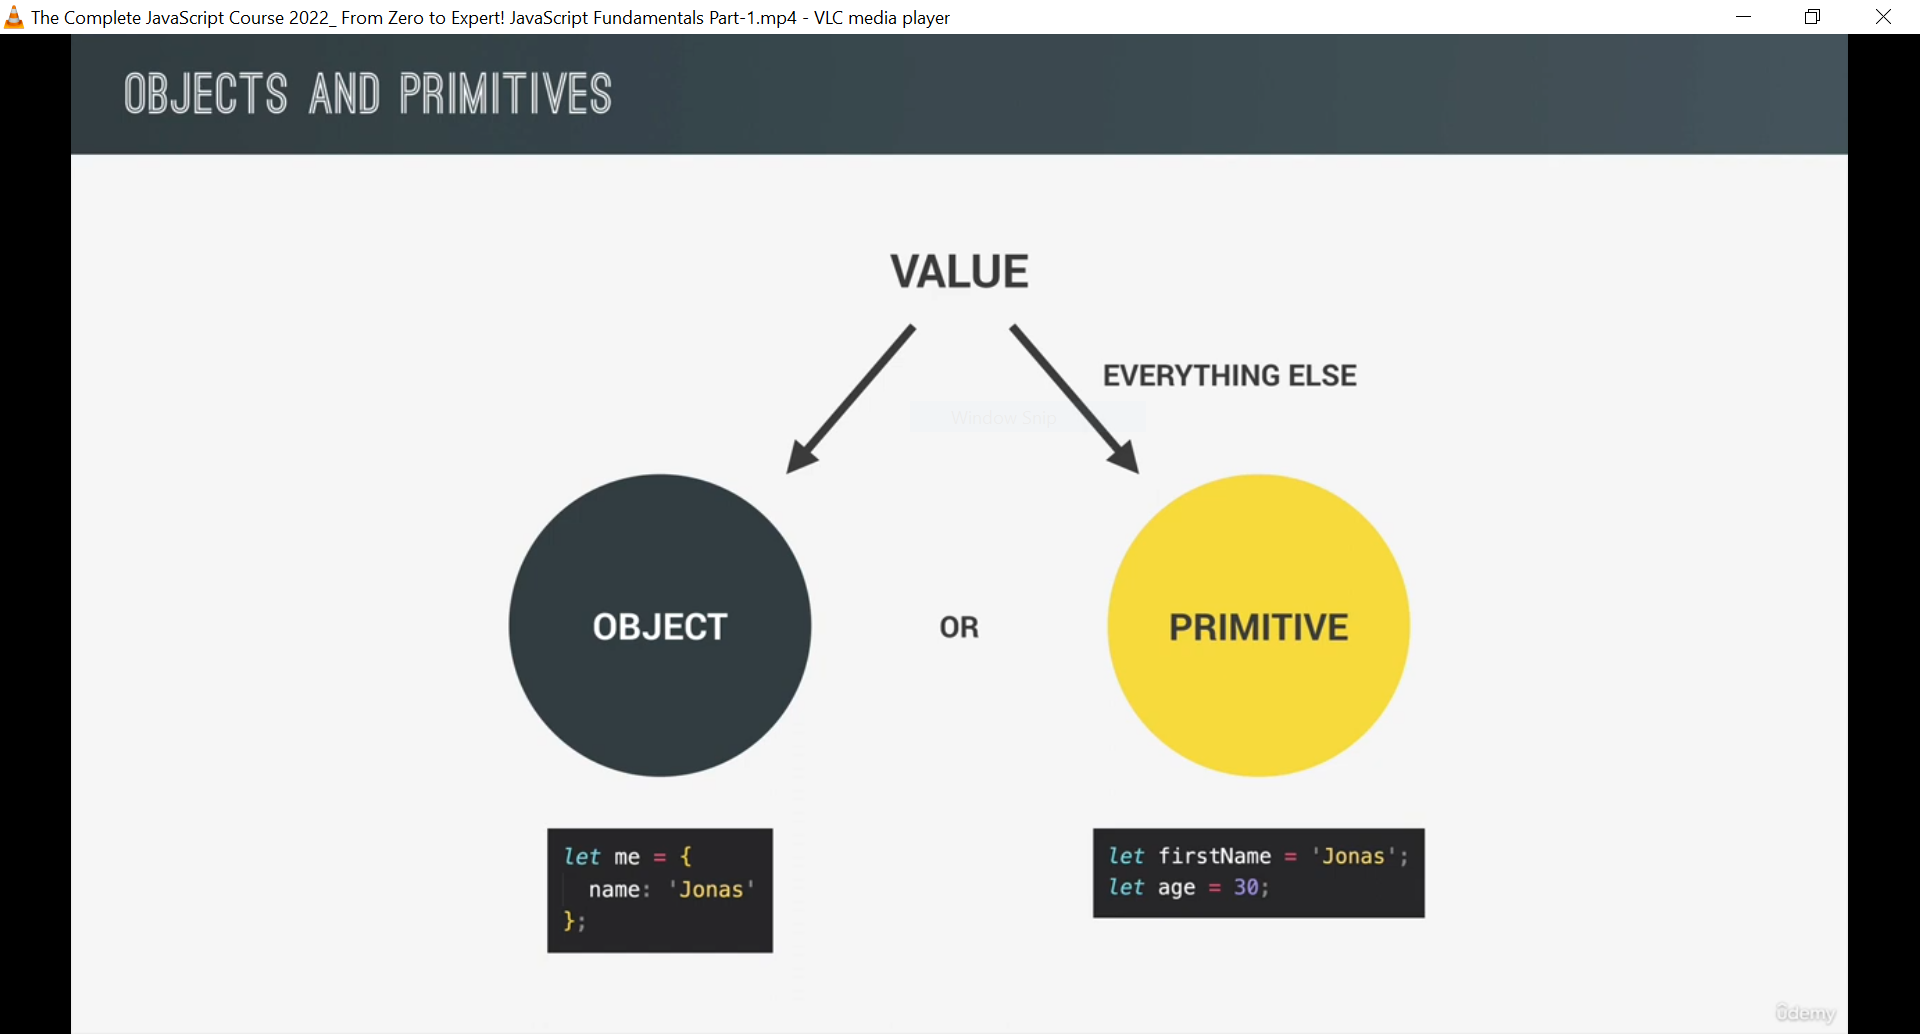 The Complete JavaScript Course 2022_ From Zero to Expert! JavaScript Fundamentals Part-1.mp4 - VLC media player
OBJECTS AND PRIMITIVES
VALUE
EVERYTHING ELSE
Window Snip
OBJECT
OR
PRIMITIVE
let me = {
name: 'Jonas'
};
let firstName = 'Jonas';
let age = 30;
ûdemy